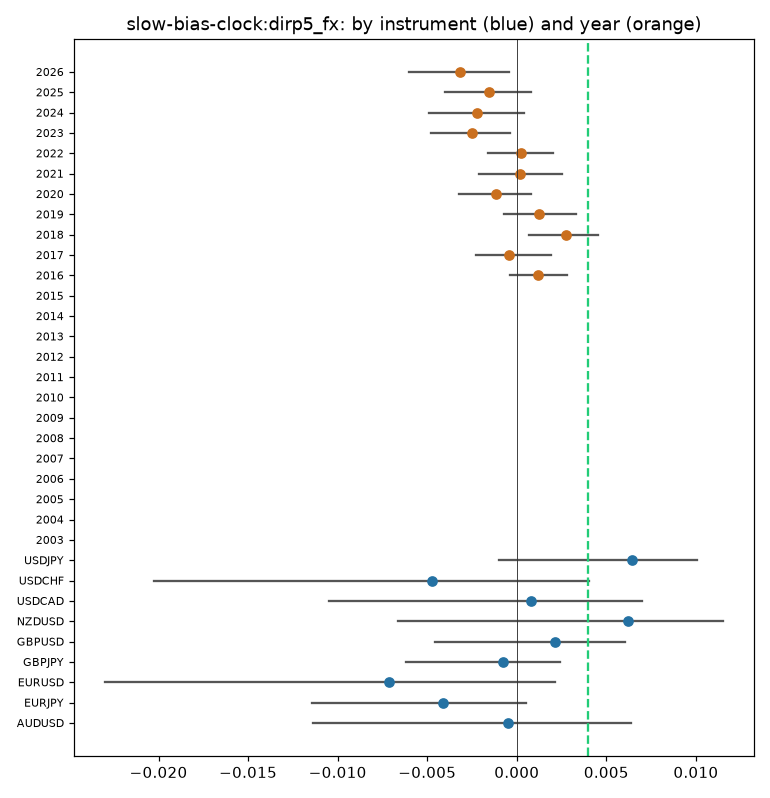 slow-bias-clock:dirp5_fx: by instrument (blue) and year (orange)
2026
2025
2024
2023
2022
2021
2020
2019
2018
2017
2016
2015
2014
2013
2012
2011
2010
2009
2008
2007
2006
2005
2004
2003
USDJPY
USDCHF
USDCAD
NZDUSD
GBPUSD
GBPJPY
EURUSD
EURJPY
AUDUSD
−0.020 −0.015 −0.010 −0.005 0.000 0.005 0.010